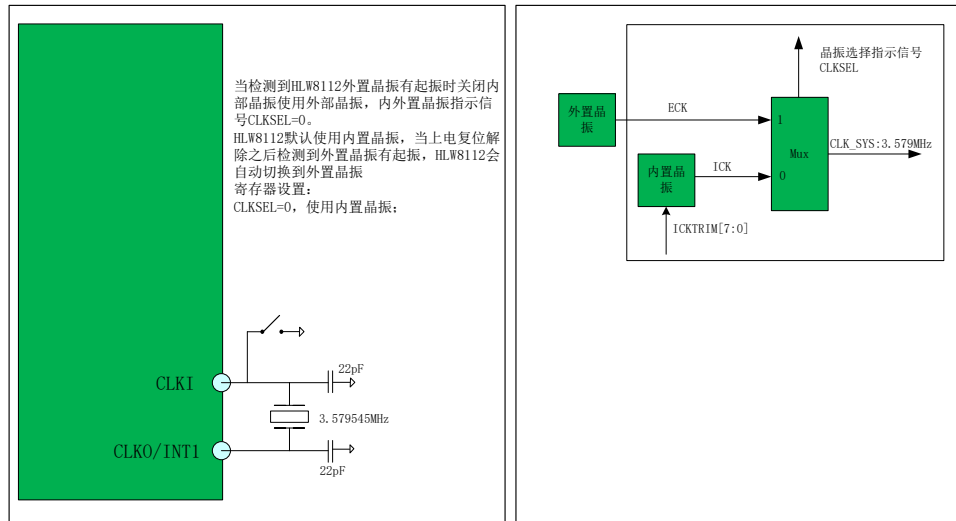 当检测到HLW8112外置晶振有起振时关闭内
部晶振使用外部晶振，内外置晶振指示信
号CLKSEL=0。
HLW8112默认使用内置晶振，当上电复位解
除之后检测到外置晶振有起振，HLW8112会
自动切换到外置晶振
寄存器设置：
CLKSEL=0，使用内置晶振；
22pF
CLKI
3.579545MHz
CLKO/INT1
22pF
晶振选择指示信号
CLKSEL
外置晶
振
ECK
1
Mux
CLK_SYS:3.579MHz
内置晶
振
ICK
0
ICKTRIM[7:0]